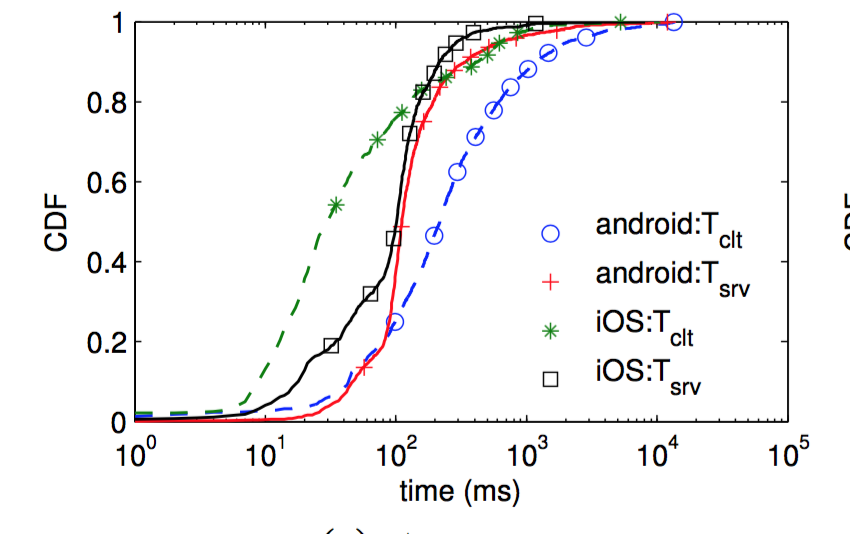 1
0.8
0.6
0.4
0.2
0
CDF
android:T_clt
android:T_srv
iOS:T_clt
iOS:T_srv
10^0 10^1 10^2 10^3 10^4 10^5
time (ms)